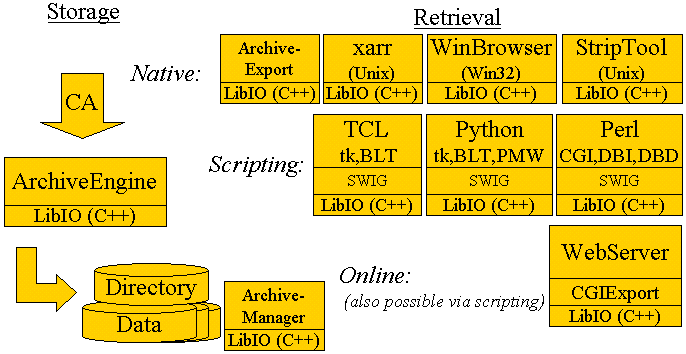 Storage
Retrieval
Native:
Archive-
Export
LibIO (C++)
xarr
(Unix)
LibIO (C++)
WinBrowser
(Win32)
LibIO (C++)
StripTool
(Unix)
LibIO (C++)
CA
ArchiveEngine
LibIO (C++)
Scripting:
TCL
tk,BLT
SWIG
LibIO (C++)
Python
tk,BLT,PMW
SWIG
LibIO (C++)
Perl
CGI,DBI,DBD
SWIG
LibIO (C++)
Directory
Data
Archive-
Manager
LibIO (C++)
Online:
(also possible via scripting)
WebServer
CGIExport
LibIO (C++)